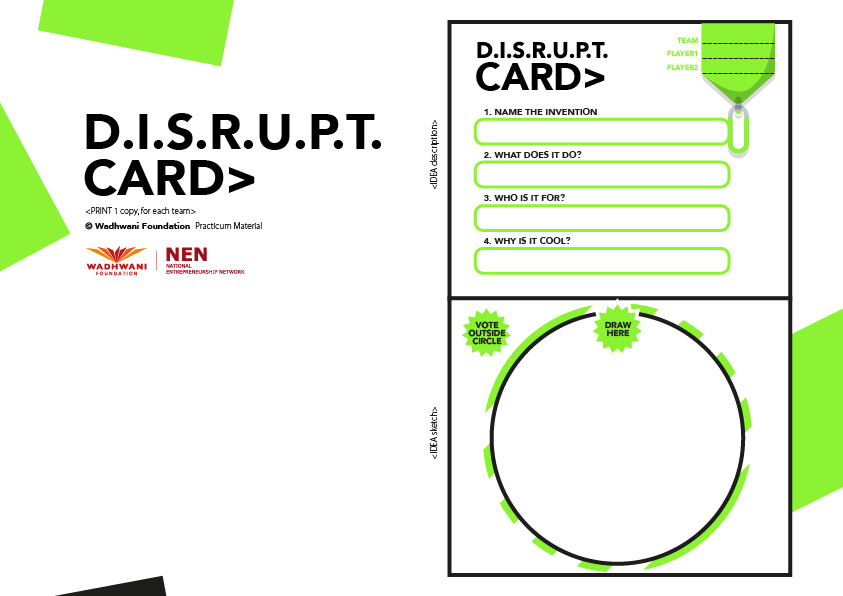 D.I.S.R.U.P.T.
CARD>
<PRINT 1 copy, for each team>
© Wadhwani Foundation Practicum Material
WADHWANI
FOUNDATION
NEN
NATIONAL
ENTREPRENEURSHIP NETWORK
<IDEA description>
D.I.S.R.U.P.T.
CARD>
TEAM
PLAYER1
PLAYER2
1. NAME THE INVENTION
2. WHAT DOES IT DO?
3. WHO IS IT FOR?
4. WHY IS IT COOL?
<IDEA sketch>
VOTE
OUTSIDE
CIRCLE
DRAW
HERE